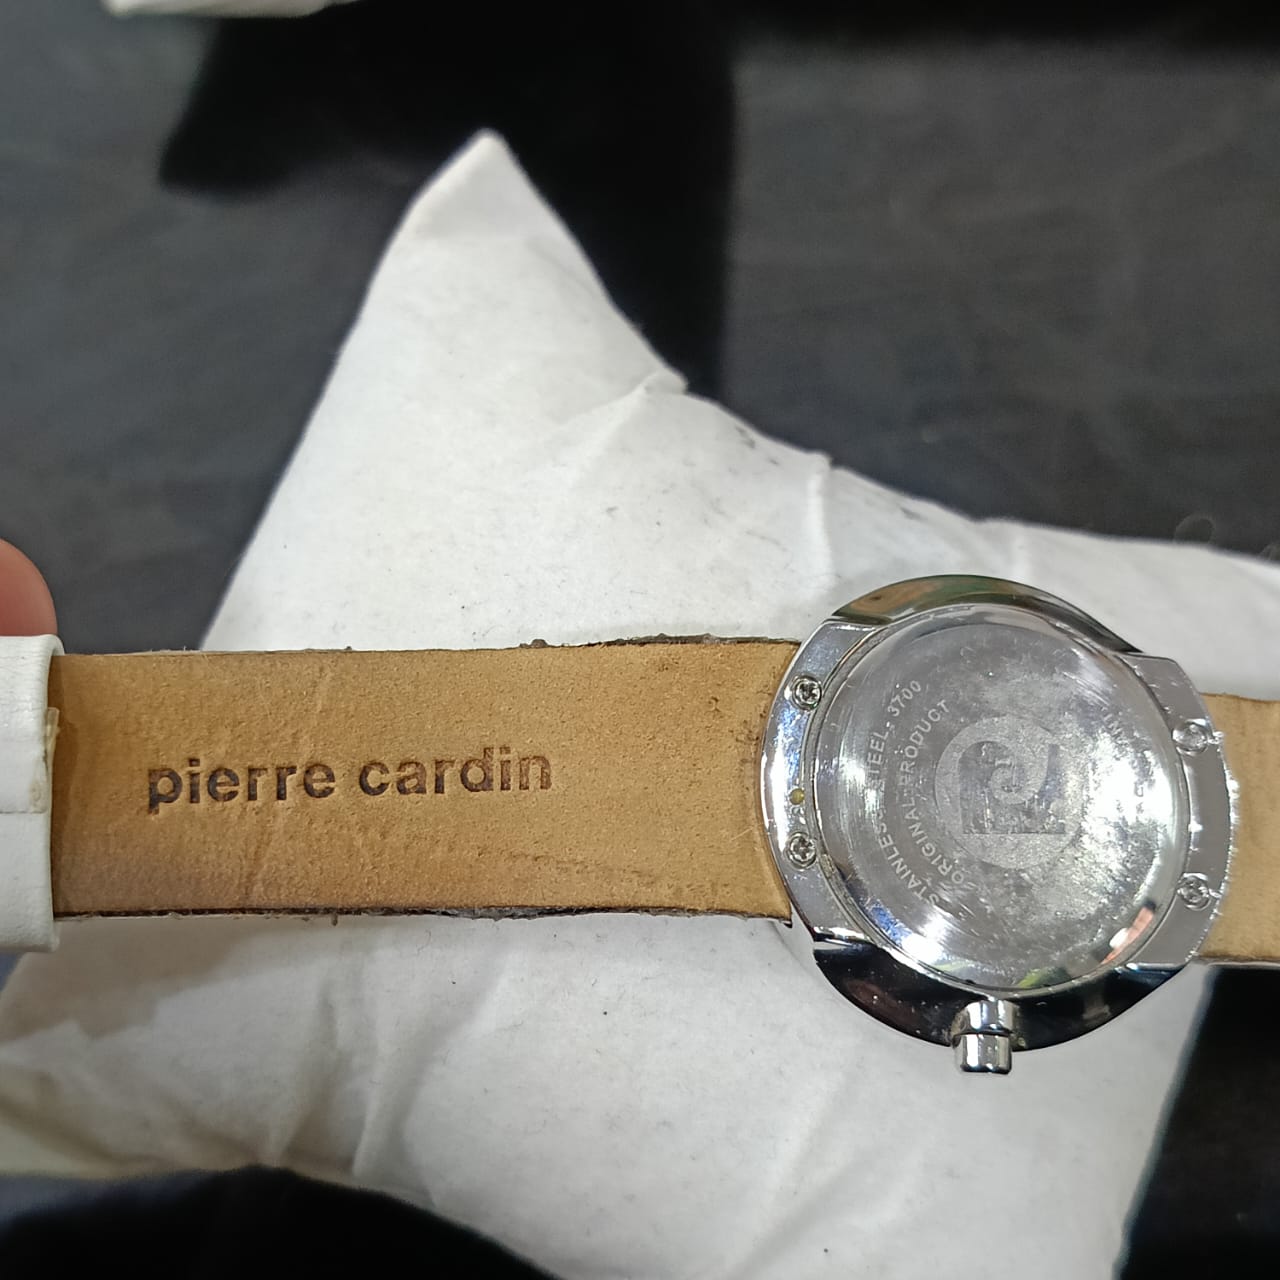 pierre cardin
STAINLESS STEEL - 3700
ORIGINAL PRODUCT